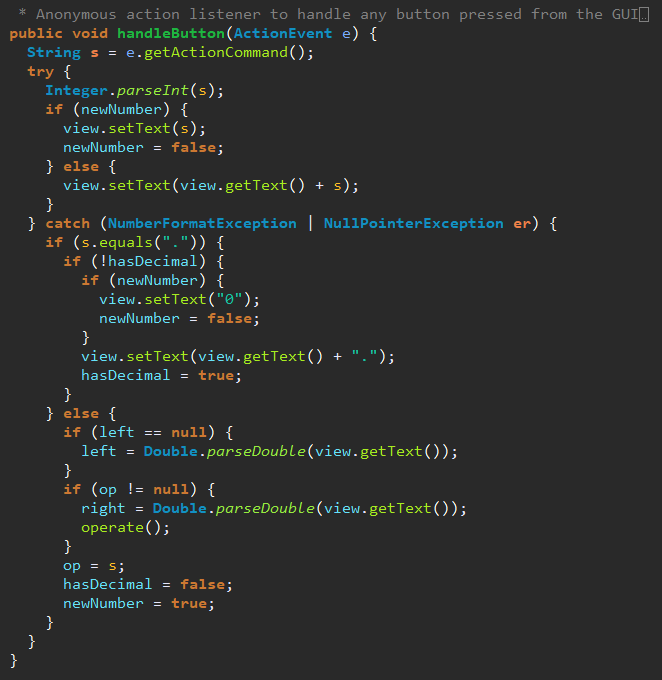 * Anonymous action listener to handle any button pressed from the GUI.
public void handleButton(ActionEvent e) {
  String s = e.getActionCommand();
  try {
    Integer.parseInt(s);
    if (newNumber) {
      view.setText(s);
      newNumber = false;
    } else {
      view.setText(view.getText() + s);
    }
  } catch (NumberFormatException | NullPointerException er) {
    if (s.equals(".")) {
      if (!hasDecimal) {
        if (newNumber) {
          view.setText("0");
          newNumber = false;
        }
        view.setText(view.getText() + ".");
        hasDecimal = true;
      }
    } else {
      if (left == null) {
        left = Double.parseDouble(view.getText());
      }
      if (op != null) {
        right = Double.parseDouble(view.getText());
        operate();
      }
      op = s;
      hasDecimal = false;
      newNumber = true;
    }
  }
}